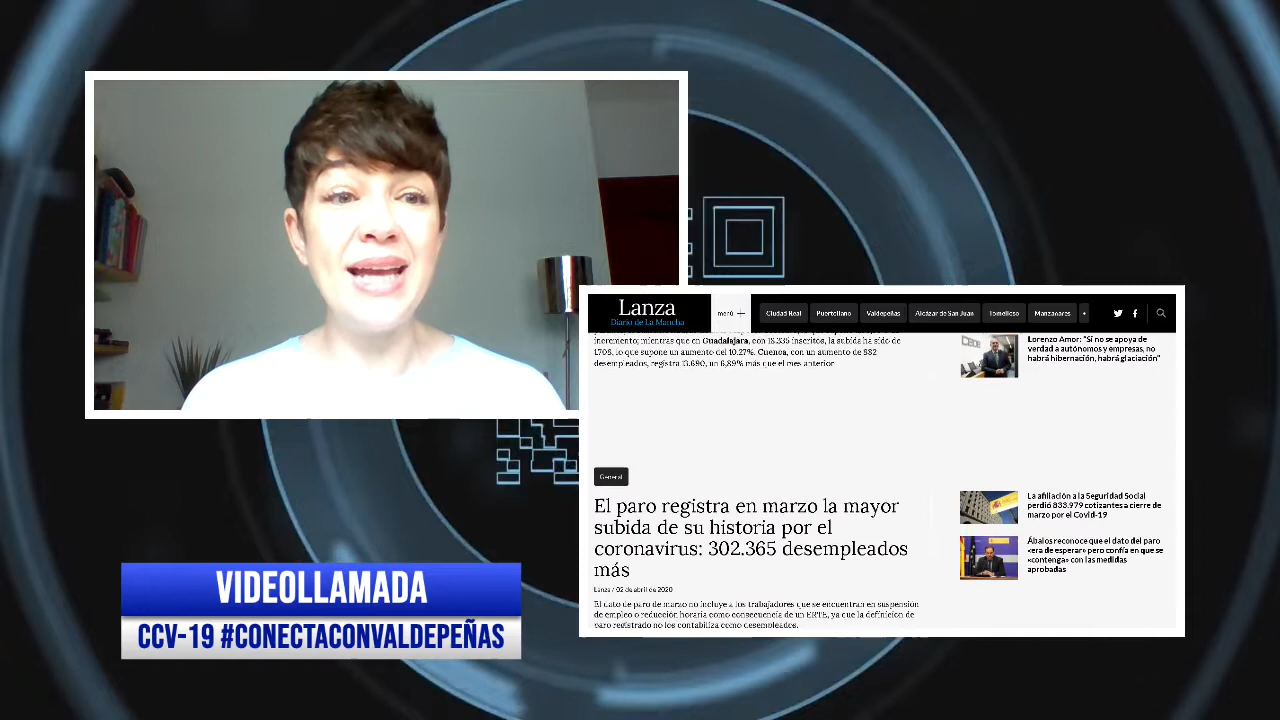 Lanza
Diario de La Mancha
menú
Ciudad Real
Puertollano
Valdepeñas
Alcázar de San Juan
Tomelloso
Manzanares
+
incremento; mientras que en Guadalajara, con 18.335 inscritos, la subida ha sido de
1.708, lo que supone un aumento del 10,27%. Cuenca, con un aumento de 882
desempleados, registra 13.690, un 6,89% más que el mes anterior.
Lorenzo Amor: "Si no se apoya de
verdad a autónomos y empresas, no
habrá hibernación, habrá glaciación"
General
El paro registra en marzo la mayor
subida de su historia por el
coronavirus: 302.365 desempleados
más
Lanza / 02 de abril de 2020
El dato de paro de marzo no incluye a los trabajadores que se encuentran en suspensión
de empleo o reducción horaria como consecuencia de un ERTE, ya que la definición de
paro registrado no los contabiliza como desempleados.
La afiliación a la Seguridad Social
perdió 833.979 cotizantes a cierre de
marzo por el Covid-19
Ábalos reconoce que el dato del paro
«era de esperar» pero confía en que se
«contenga» con las medidas
aprobadas
VIDEOLLAMADA
CCV-19 #CONECTACONVALDEPEÑAS